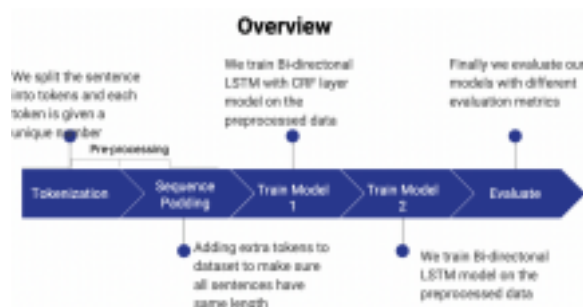 Overview
We split the sentence
into tokens and each
token is given a
unique number
We train Bi-directonal
LSTM with CRF layer
model on the
preprocessed data
Finally we evaluate our
models with different
evaluation metrics
Pre-processing
Tokenization
Sequence
Padding
Train Model
1
Train Model
2
Evaluate
Adding extra tokens to
dataset to make sure
all sentences have
same length
We train Bi-directonal
LSTM model on the
preprocessed data